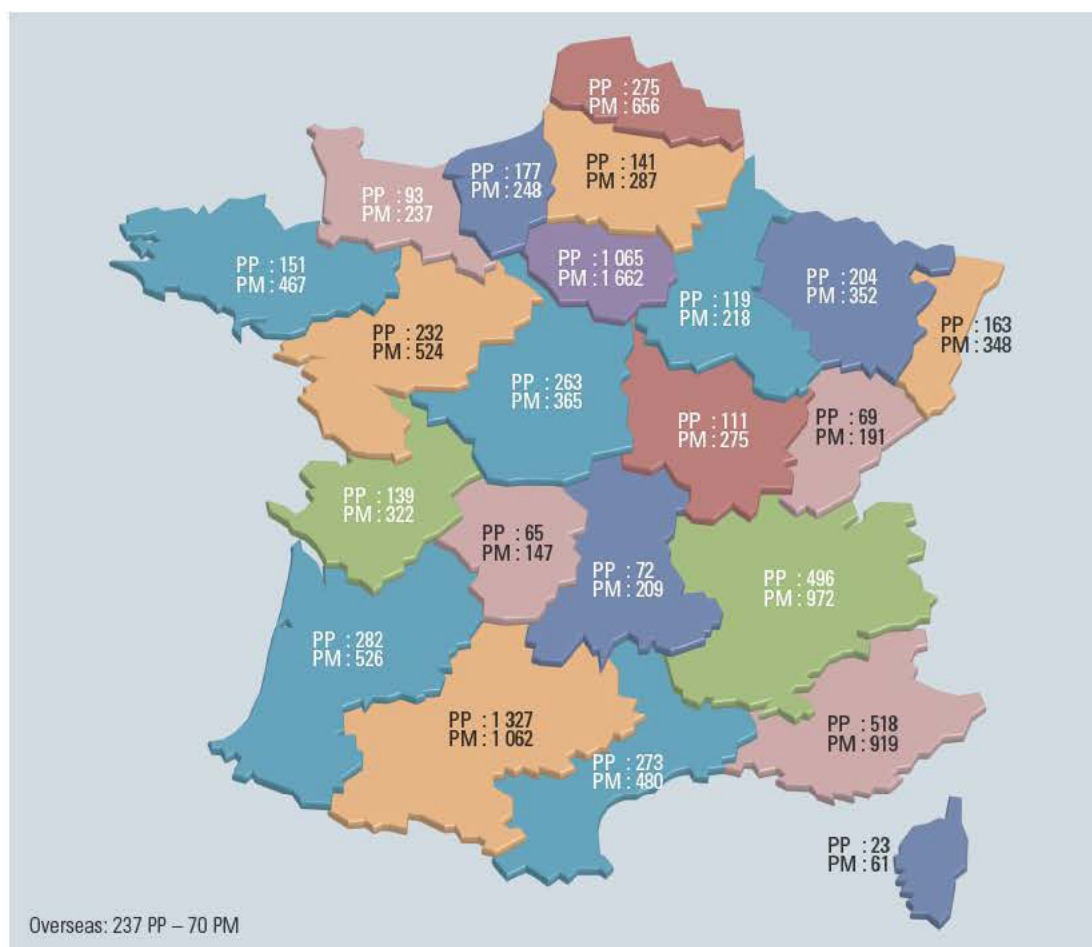 PP : 275
PM : 656
PP : 141
PM : 287
PP : 177
PM : 248
PP : 93
PM : 237
PP : 151
PM : 467
PP : 1 065
PM : 1 662
PP : 119
PM : 218
PP : 204
PM : 352
PP : 163
PM : 348
PP : 232
PM : 524
PP : 263
PM : 365
PP : 111
PM : 275
PP : 69
PM : 191
PP : 139
PM : 322
PP : 65
PM : 147
PP : 72
PM : 209
PP : 496
PM : 972
PP : 282
PM : 526
PP : 1 327
PM : 1 062
PP : 273
PM : 480
PP : 518
PM : 919
PP : 23
PM : 61
Overseas: 237 PP – 70 PM